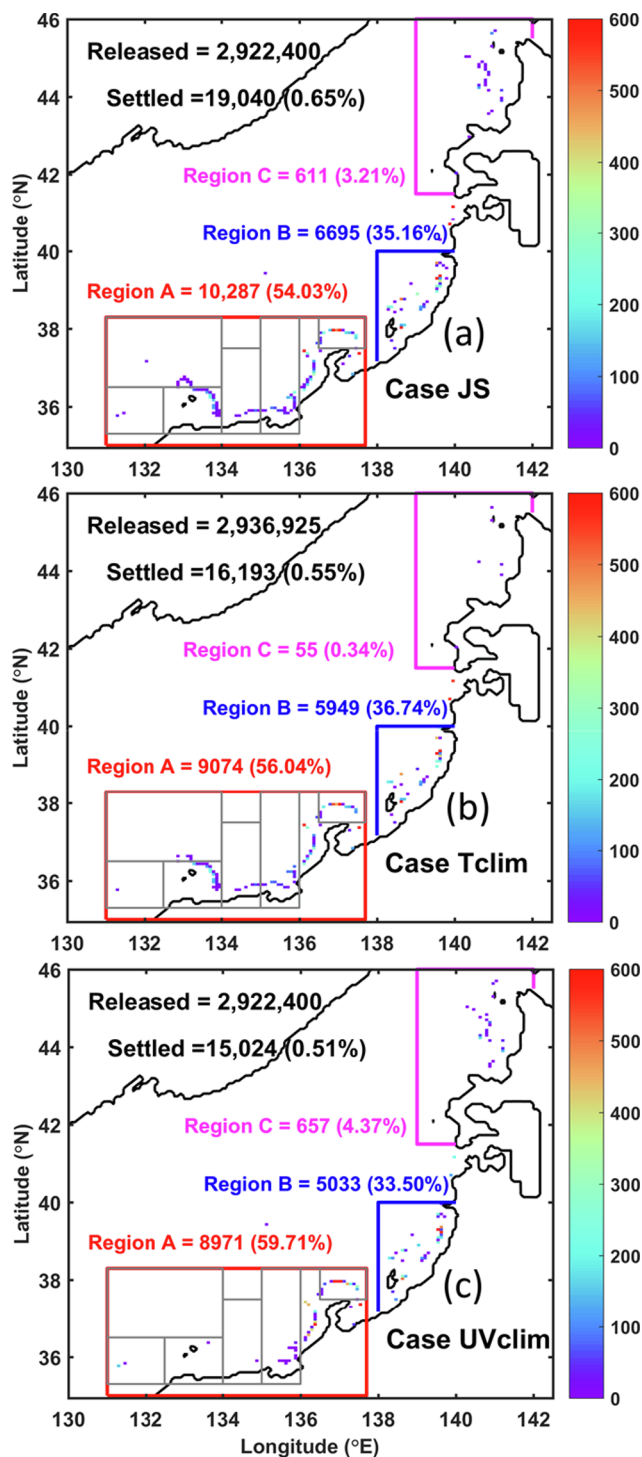 46
44
42
40
38
36
Latitude (°N)
Released = 2,922,400
Settled =19,040 (0.65%)
Region C = 611 (3.21%)
Region B = 6695 (35.16%)
Region A = 10,287 (54.03%)
(a)
Case JS
130 132 134 136 138 140 142
600
500
400
300
200
100
0
46
44
42
40
38
36
Latitude (°N)
Released = 2,936,925
Settled =16,193 (0.55%)
Region C = 55 (0.34%)
Region B = 5949 (36.74%)
Region A = 9074 (56.04%)
(b)
Case Tclim
130 132 134 136 138 140 142
600
500
400
300
200
100
0
46
44
42
40
38
36
Latitude (°N)
Released = 2,922,400
Settled =15,024 (0.51%)
Region C = 657 (4.37%)
Region B = 5033 (33.50%)
Region A = 8971 (59.71%)
(c)
Case UVclim
130 132 134 136 138 140 142
Longitude (°E)
600
500
400
300
200
100
0